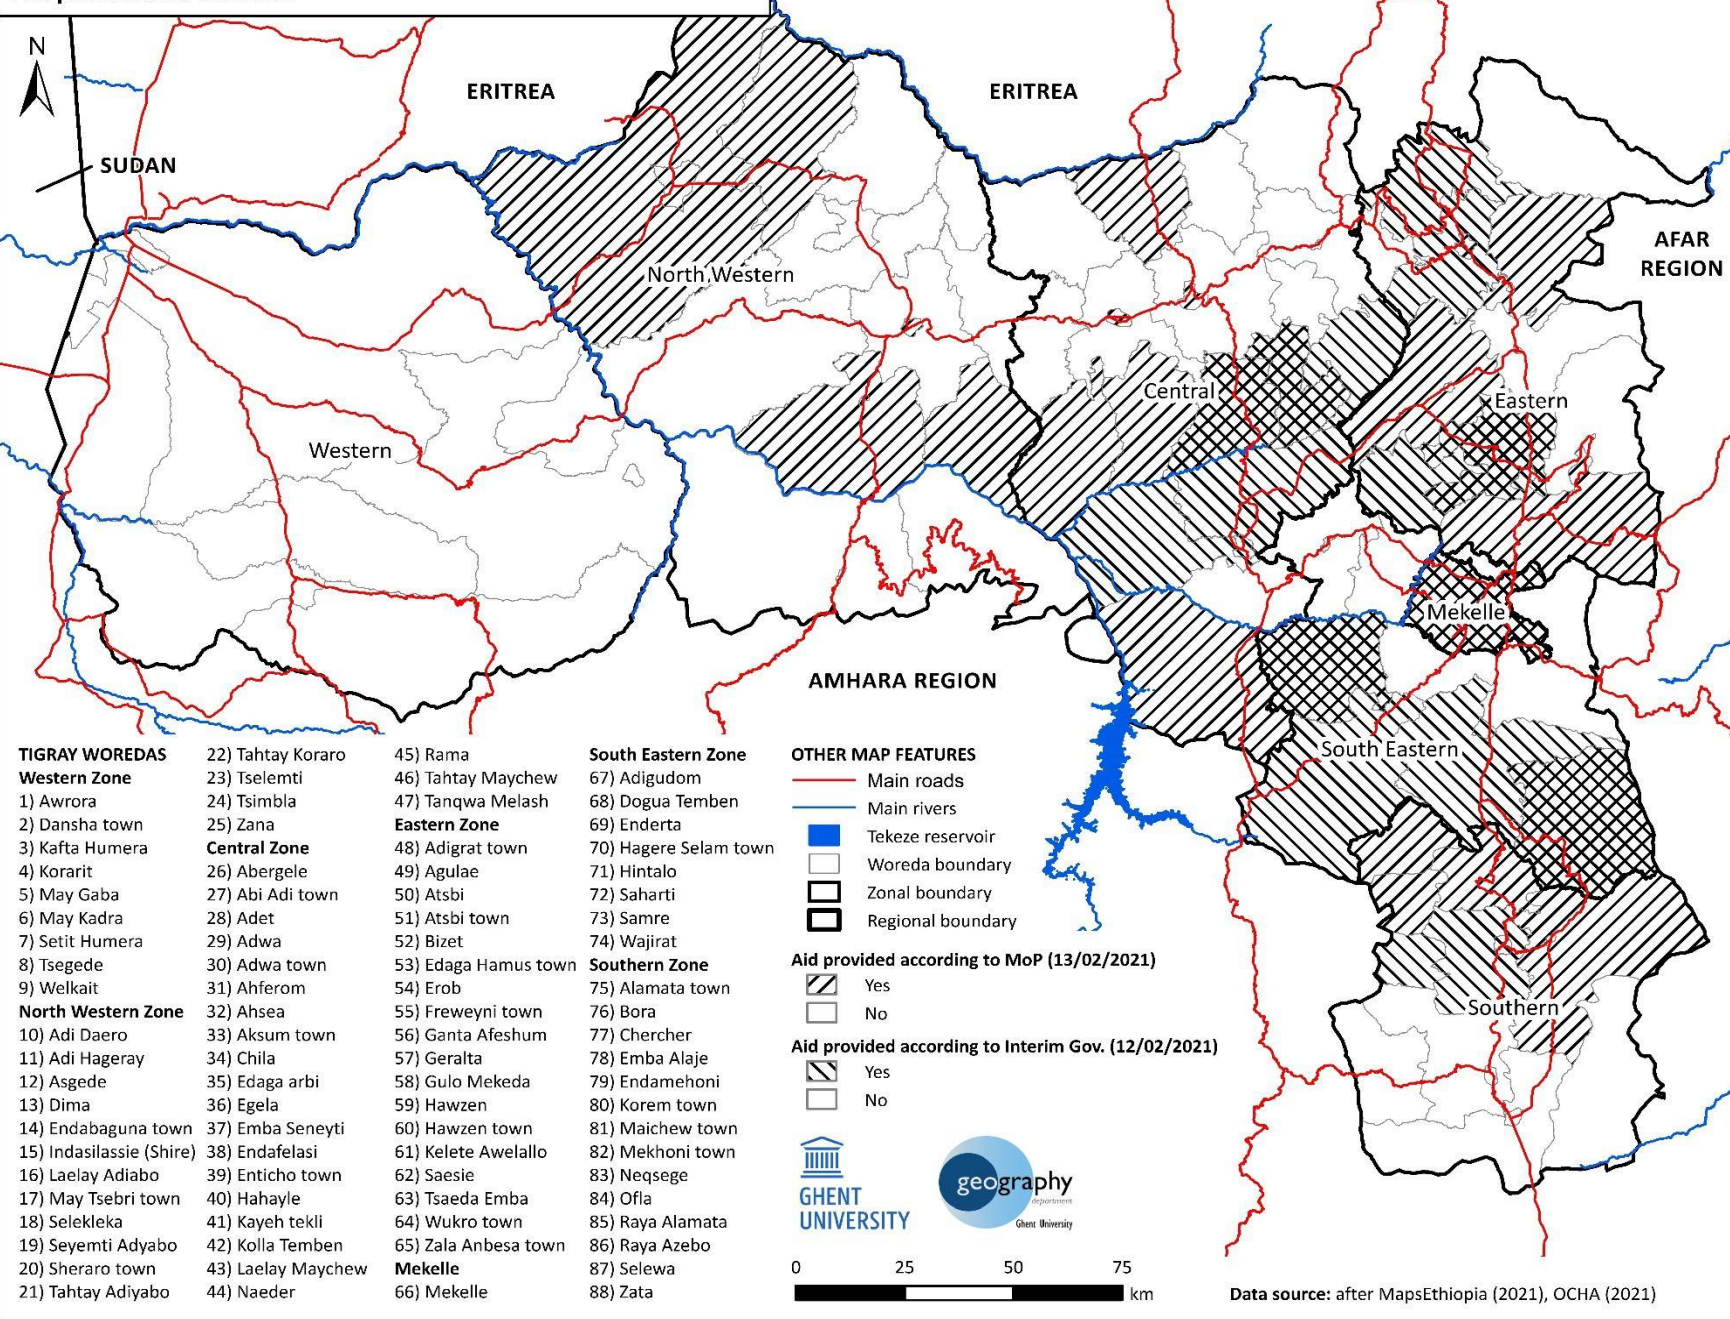 N
ERITREA
ERITREA
SUDAN
AFAR
REGION
North Western
Central
Eastern
Western
Mekelle
AMHARA REGION
South Eastern
Southern
TIGRAY WOREDAS
Western Zone
1) Awrora
2) Dansha town
3) Kafta Humera
4) Korarit
5) May Gaba
6) May Kadra
7) Setit Humera
8) Tsegede
9) Welkait
North Western Zone
10) Adi Daero
11) Adi Hageray
12) Asgede
13) Dima
14) Endabaguna town
15) Indasilassie (Shire)
16) Laelay Adiabo
17) May Tsebri town
18) Selekleka
19) Seyemti Adyabo
20) Sheraro town
21) Tahtay Adiyabo
22) Tahtay Koraro
23) Tselemti
24) Tsimbla
25) Zana
Central Zone
26) Abergele
27) Abi Adi town
28) Adet
29) Adwa
30) Adwa town
31) Ahferom
32) Ahsea
33) Aksum town
34) Chila
35) Edaga arbi
36) Egela
37) Emba Seneyti
38) Endafelasi
39) Enticho town
40) Hahayle
41) Kayeh tekli
42) Kolla Temben
43) Laelay Maychew
44) Naeder
45) Rama
46) Tahtay Maychew
47) Tanqwa Melash
Eastern Zone
48) Adigrat town
49) Agulae
50) Atsbi
51) Atsbi town
52) Bizet
53) Edaga Hamus town
54) Erob
55) Freweyni town
56) Ganta Afeshum
57) Geralta
58) Gulo Mekeda
59) Hawzen
60) Hawzen town
61) Kelete Awelallo
62) Saesie
63) Tsaeda Emba
64) Wukro town
65) Zala Anbesa town
Mekelle
66) Mekelle
South Eastern Zone
67) Adigudom
68) Dogua Temben
69) Enderta
70) Hagere Selam town
71) Hintalo
72) Saharti
73) Samre
74) Wajirat
Southern Zone
75) Alamata town
76) Bora
77) Chercher
78) Emba Alaje
79) Endamehoni
80) Korem town
81) Maichew town
82) Mekhoni town
83) Neqsege
84) Ofla
85) Raya Alamata
86) Raya Azebo
87) Selewa
88) Zata
OTHER MAP FEATURES
Main roads
Main rivers
Tekeze reservoir
Woreda boundary
Zonal boundary
Regional boundary
Aid provided according to MoP (13/02/2021)
Yes
No
Aid provided according to Interim Gov. (12/02/2021)
Yes
No
GHENT
UNIVERSITY
geography
department
Ghent University
0 25 50 75
km
Data source: after MapsEthiopia (2021), OCHA (2021)